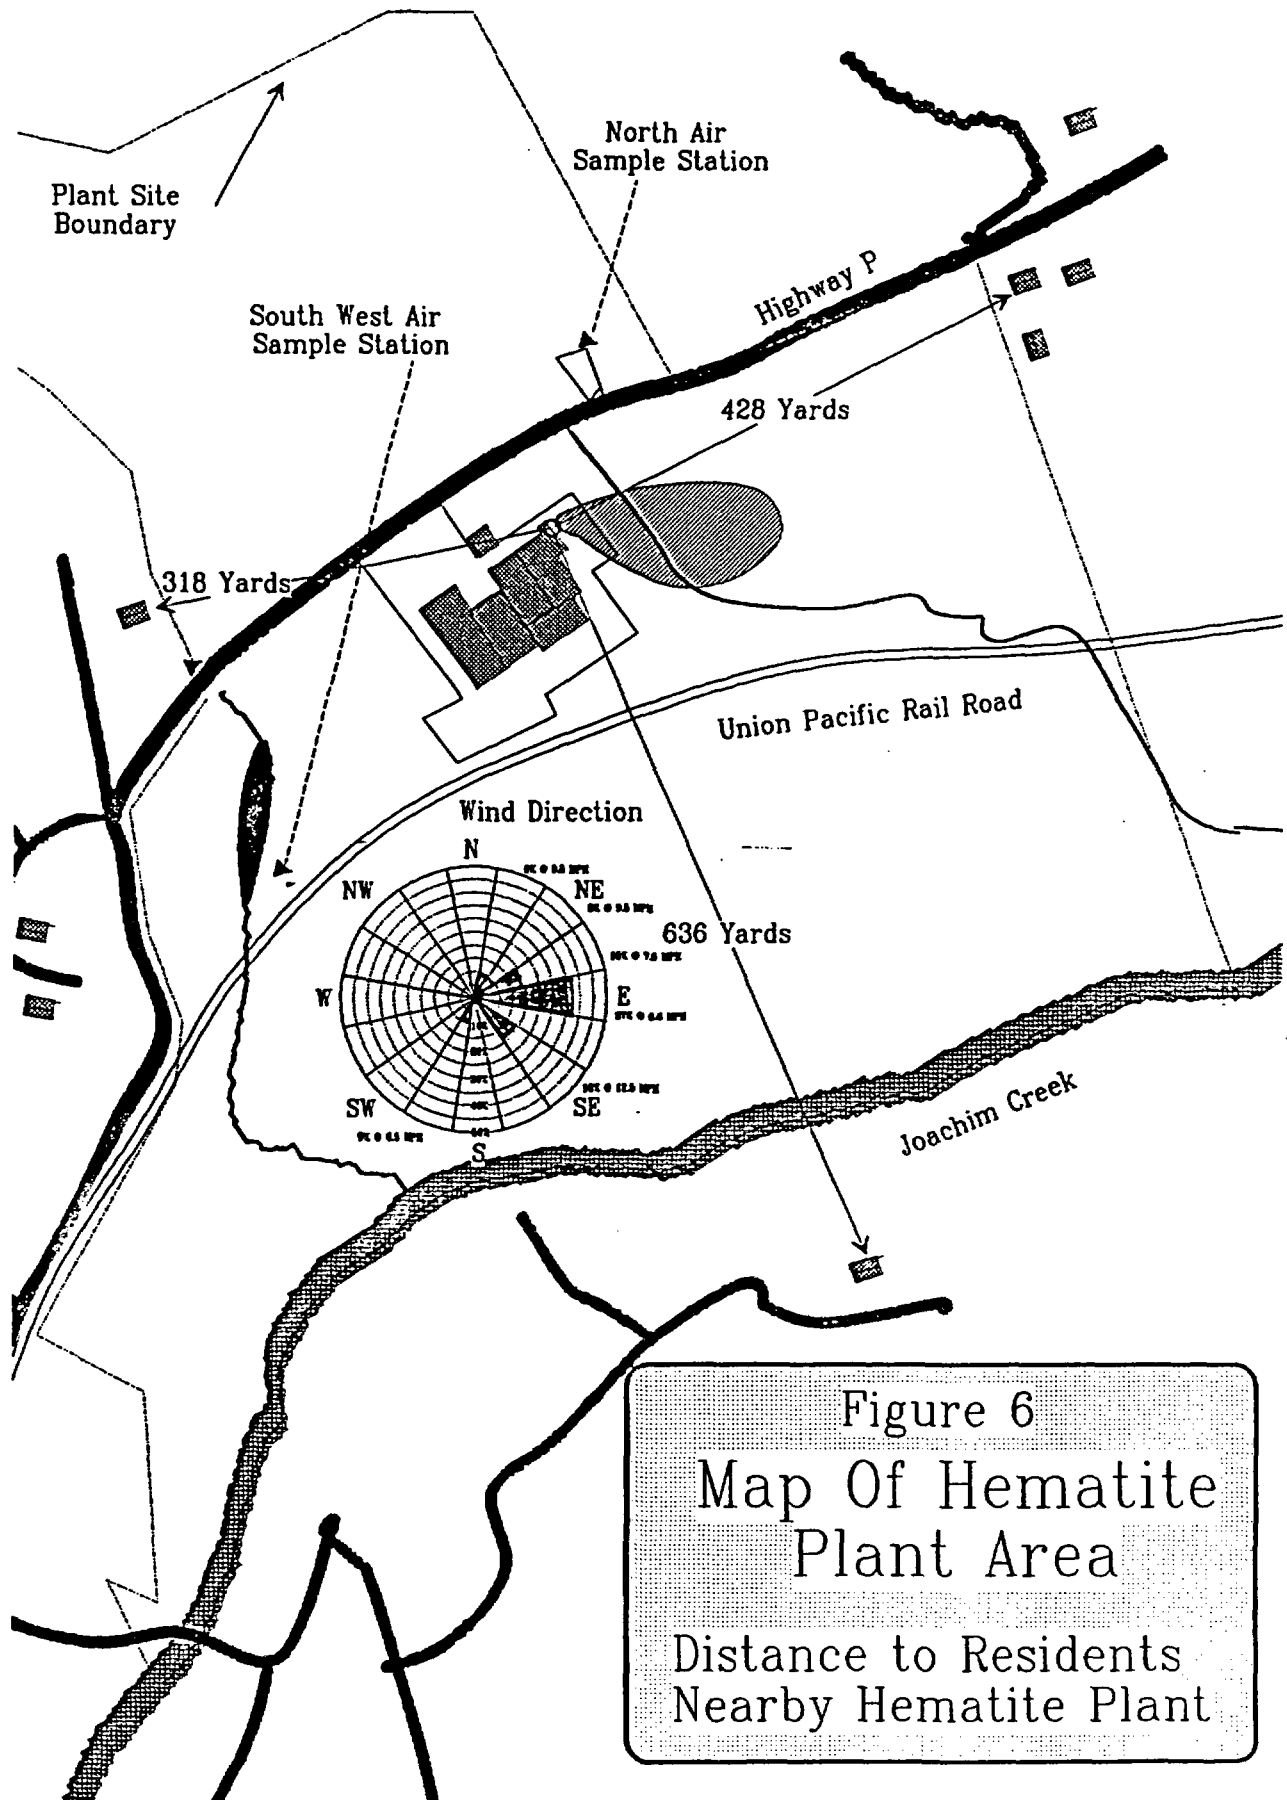 North Air
Sample Station
Plant Site
Boundary
Highway P
South West Air
Sample Station
428 Yards
318 Yards
Union Pacific Rail Road
Wind Direction
N
NW
NE
636 Yards
W
E
SW
SE
S
Joachim Creek
Figure 6
Map Of Hematite
Plant Area
Distance to Residents
Nearby Hematite Plant